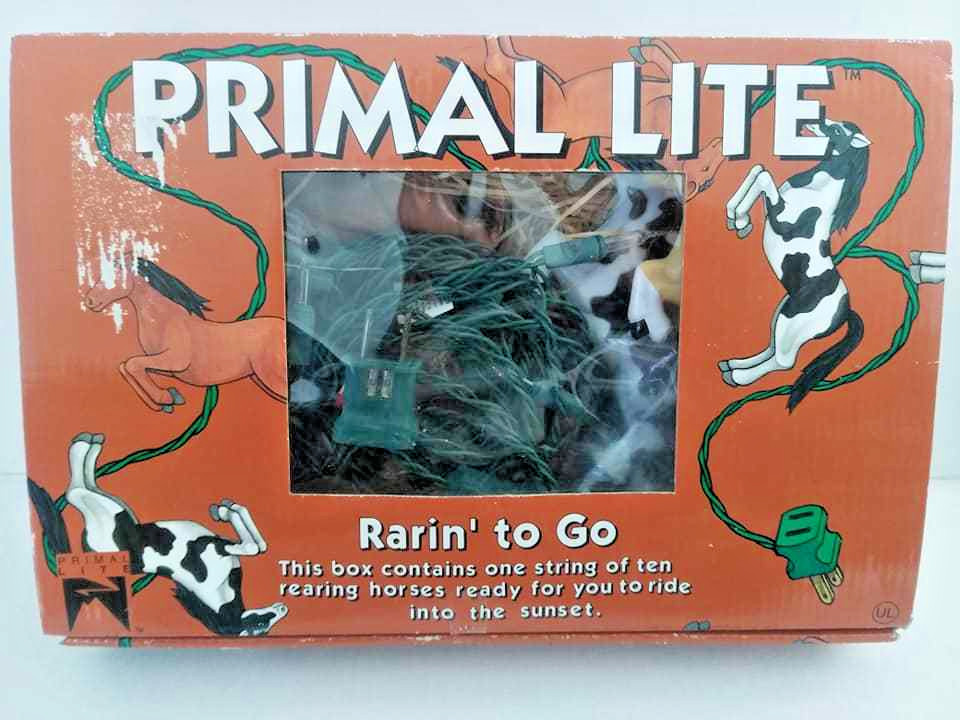 PRIMAL LITE™
Rarin' to Go
This box contains one string of ten
rearing horses ready for you to ride
into the sunset.
PRIMAL
LITE
TM
UL